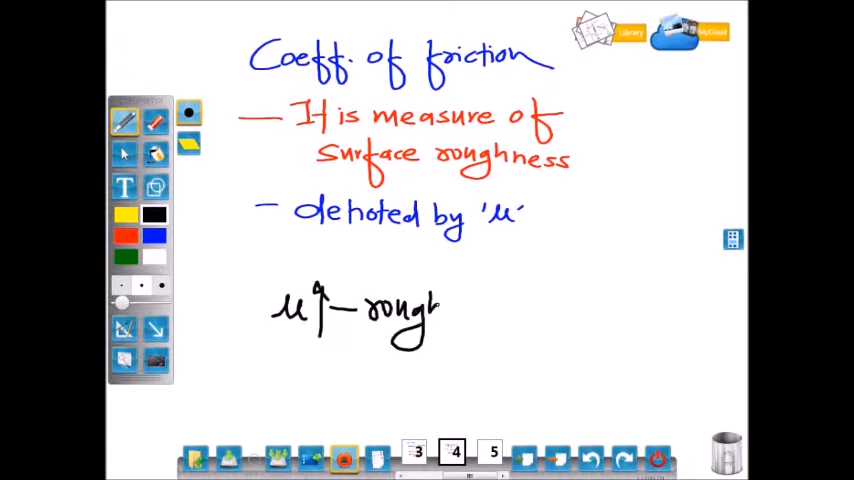 Library
MyCloud
Coeff. of friction
— It is measure of
surface roughness
- denoted by 'μ'
μ↑ — rough
3 4 5